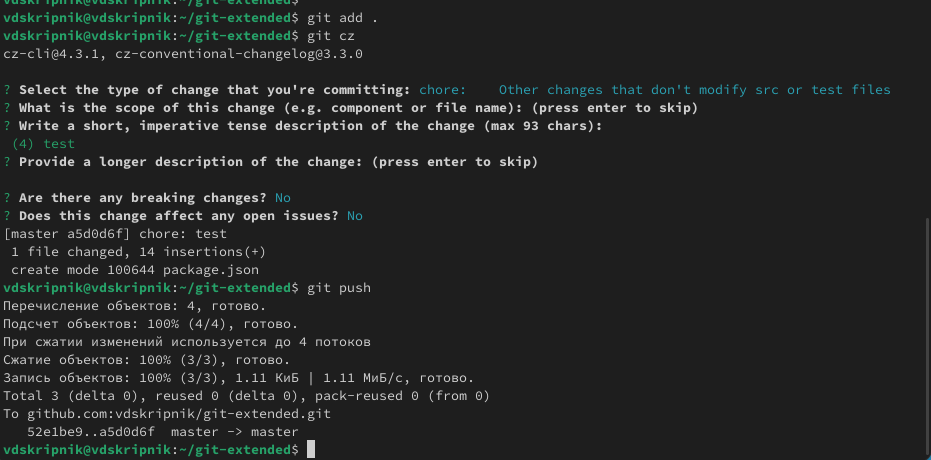 vdskripnik@vdskripnik:~/git-extended$
vdskripnik@vdskripnik:~/git-extended$ git add .
vdskripnik@vdskripnik:~/git-extended$ git cz
cz-cli@4.3.1, cz-conventional-changelog@3.3.0
? Select the type of change that you're committing: chore:    Other changes that don't modify src or test files
? What is the scope of this change (e.g. component or file name): (press enter to skip)
? Write a short, imperative tense description of the change (max 93 chars):
 (4) test
? Provide a longer description of the change: (press enter to skip)
? Are there any breaking changes? No
? Does this change affect any open issues? No
[master a5d0d6f] chore: test
 1 file changed, 14 insertions(+)
 create mode 100644 package.json
vdskripnik@vdskripnik:~/git-extended$ git push
Перечисление объектов: 4, готово.
Подсчет объектов: 100% (4/4), готово.
При сжатии изменений используется до 4 потоков
Сжатие объектов: 100% (3/3), готово.
Запись объектов: 100% (3/3), 1.11 КиБ | 1.11 МиБ/с, готово.
Total 3 (delta 0), reused 0 (delta 0), pack-reused 0 (from 0)
To github.com:vdskripnik/git-extended.git
   52e1be9..a5d0d6f  master -> master
vdskripnik@vdskripnik:~/git-extended$